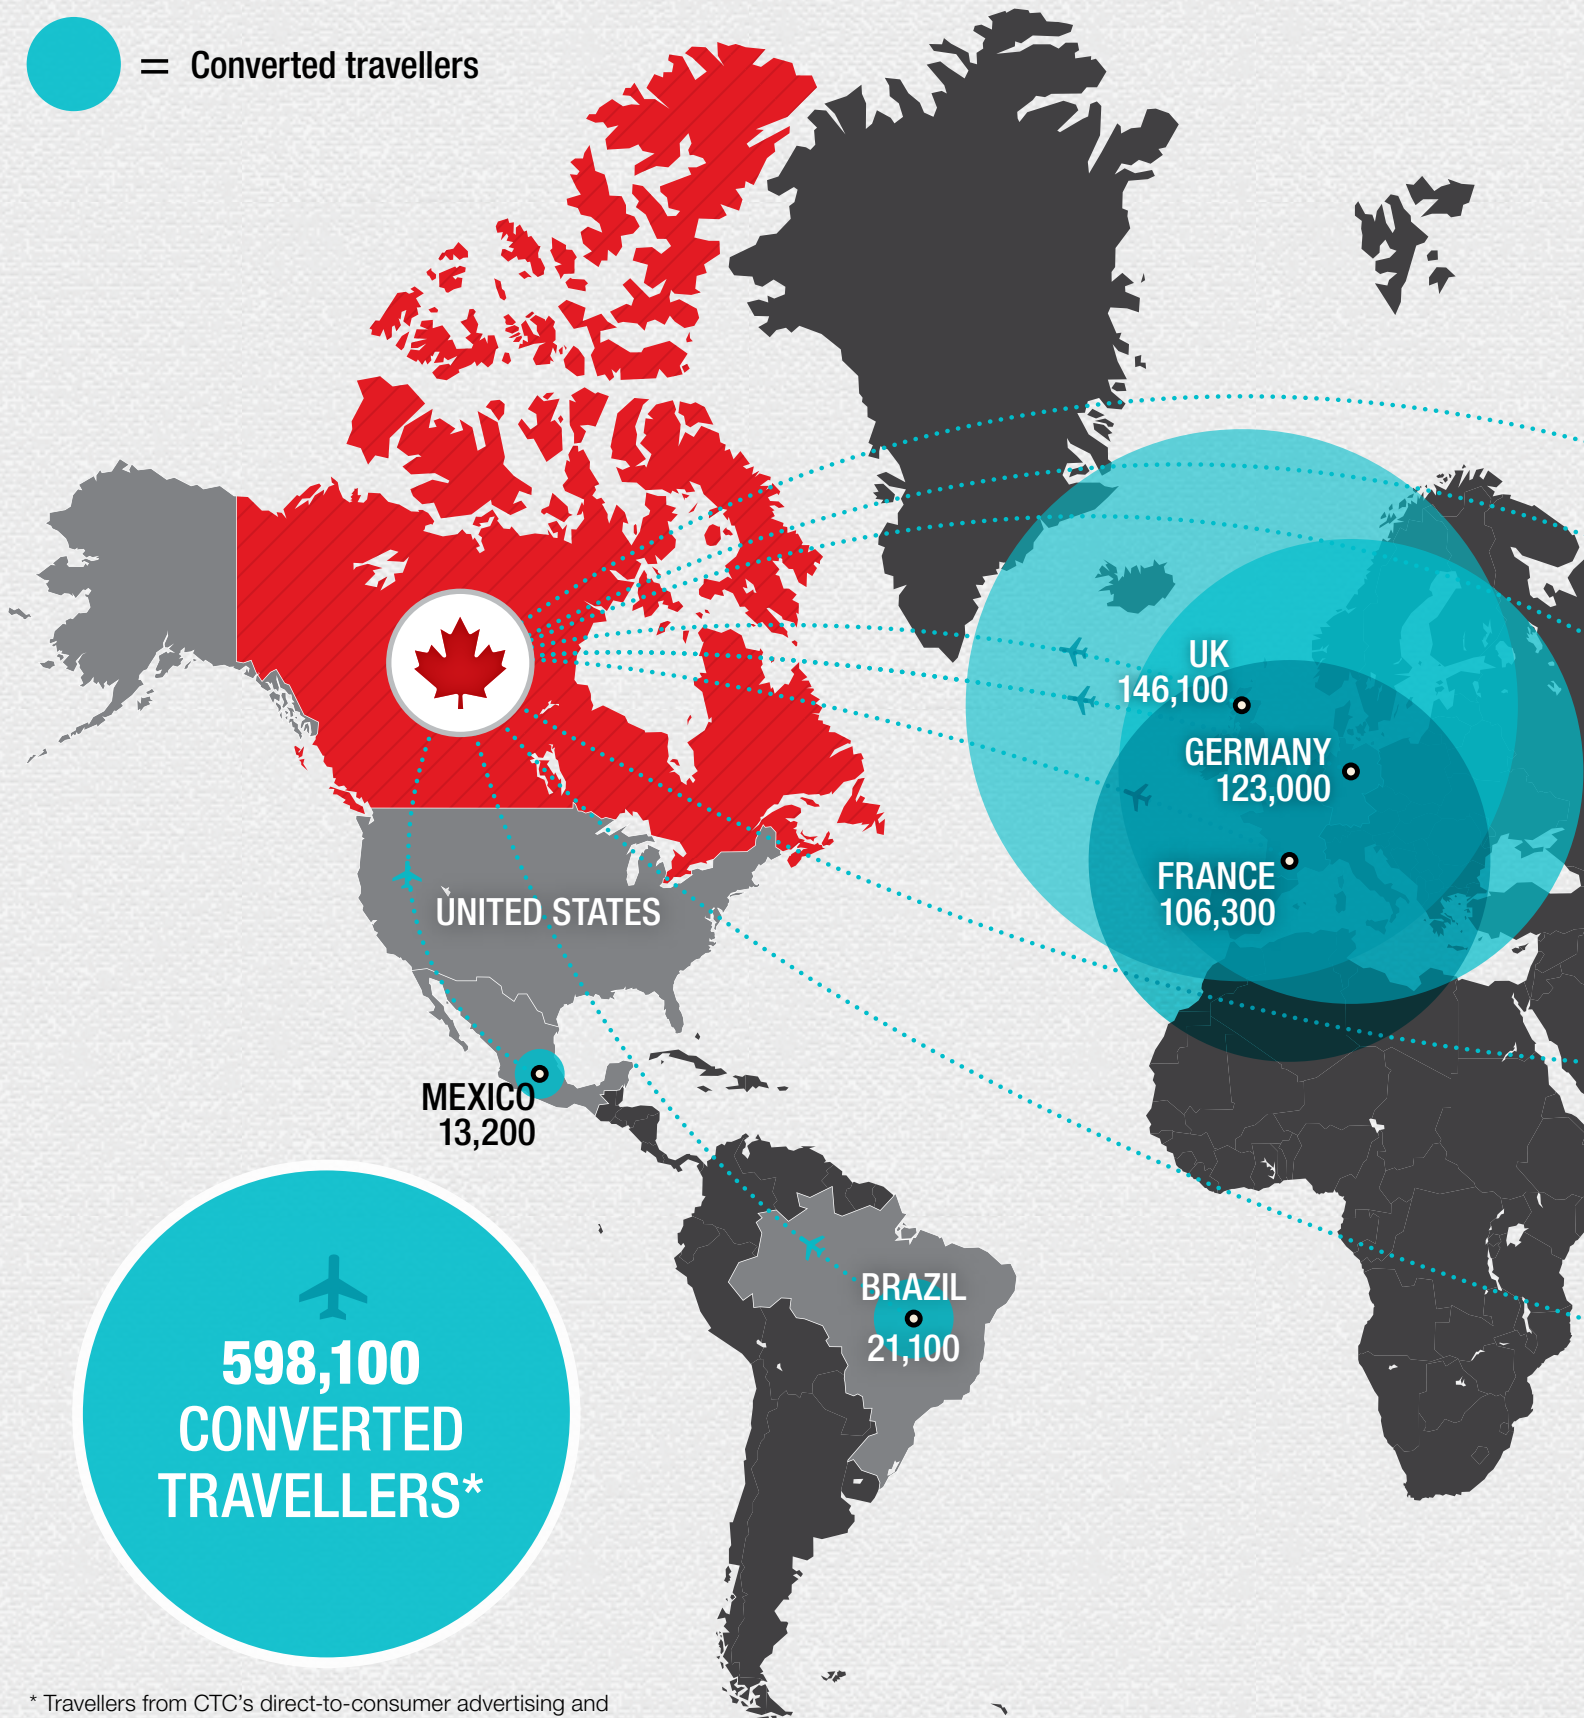 = Converted travellers
UK
146,100
GERMANY
123,000
FRANCE
106,300
UNITED STATES
MEXICO
13,200
BRAZIL
21,100
598,100
CONVERTED
TRAVELLERS*
* Travellers from CTC’s direct-to-consumer advertising and